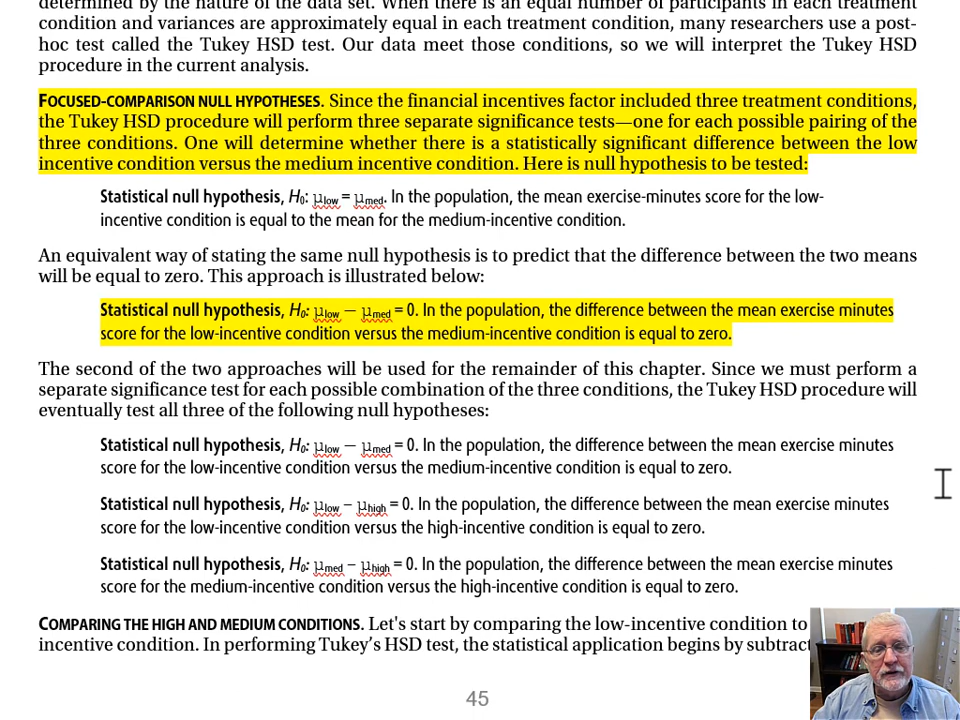 determined by the nature of the data set. When there is an equal number of participants in each treatment
condition and variances are approximately equal in each treatment condition, many researchers use a post-
hoc test called the Tukey HSD test. Our data meet those conditions, so we will interpret the Tukey HSD
procedure in the current analysis.
FOCUSED-COMPARISON NULL HYPOTHESES. Since the financial incentives factor included three treatment conditions,
the Tukey HSD procedure will perform three separate significance tests—one for each possible pairing of the
three conditions. One will determine whether there is a statistically significant difference between the low
incentive condition versus the medium incentive condition. Here is null hypothesis to be tested:
Statistical null hypothesis, H₀: μlow = μmed. In the population, the mean exercise-minutes score for the low-
incentive condition is equal to the mean for the medium-incentive condition.
An equivalent way of stating the same null hypothesis is to predict that the difference between the two means
will be equal to zero. This approach is illustrated below:
Statistical null hypothesis, H₀: μlow − μmed = 0. In the population, the difference between the mean exercise minutes
score for the low-incentive condition versus the medium-incentive condition is equal to zero.
The second of the two approaches will be used for the remainder of this chapter. Since we must perform a
separate significance test for each possible combination of the three conditions, the Tukey HSD procedure will
eventually test all three of the following null hypotheses:
Statistical null hypothesis, H₀: μlow − μmed = 0. In the population, the difference between the mean exercise minutes
score for the low-incentive condition versus the medium-incentive condition is equal to zero.
Statistical null hypothesis, H₀: μlow − μhigh = 0. In the population, the difference between the mean exercise minutes
score for the low-incentive condition versus the high-incentive condition is equal to zero.
Statistical null hypothesis, H₀: μmed − μhigh = 0. In the population, the difference between the mean exercise minutes
score for the medium-incentive condition versus the high-incentive condition is equal to zero.
COMPARING THE HIGH AND MEDIUM CONDITIONS. Let's start by comparing the low-incentive condition to
incentive condition. In performing Tukey’s HSD test, the statistical application begins by subtract
45